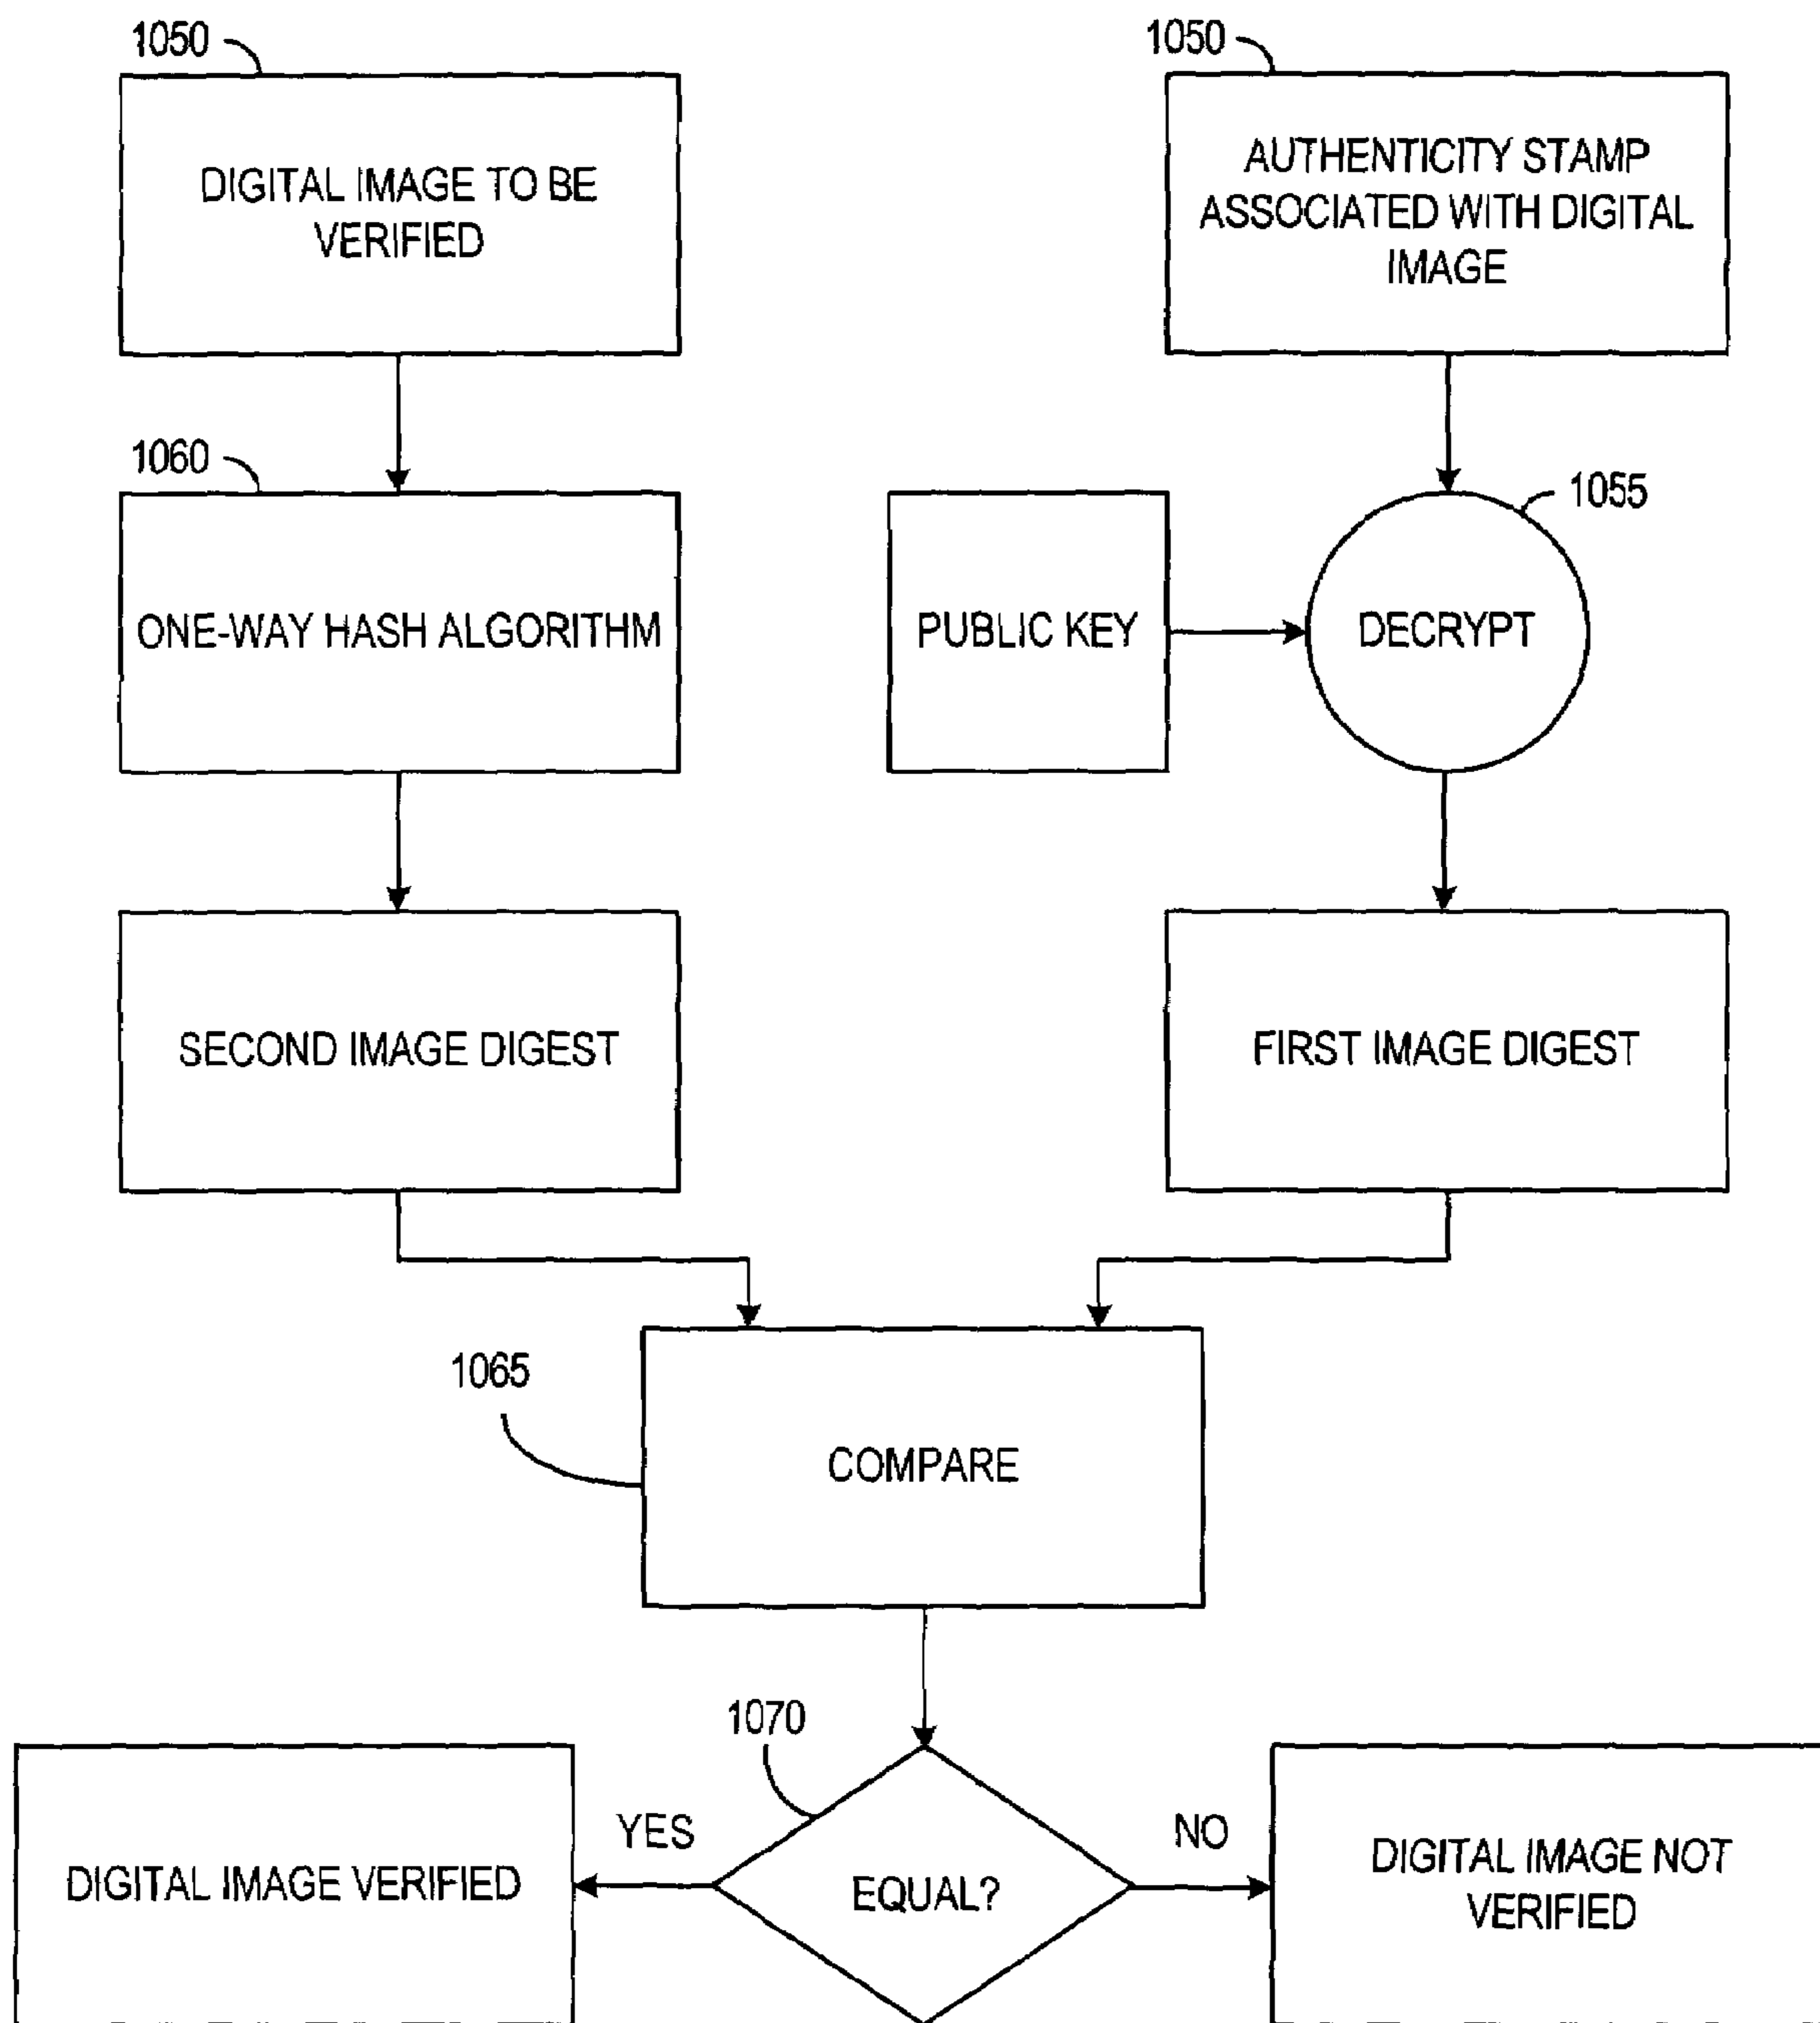 1050
1050
DIGITAL IMAGE TO BE
VERIFIED
AUTHENTICITY STAMP
ASSOCIATED WITH DIGITAL
IMAGE
1060
1055
ONE-WAY HASH ALGORITHM
PUBLIC KEY
DECRYPT
SECOND IMAGE DIGEST
FIRST IMAGE DIGEST
1065
COMPARE
1070
YES
NO
DIGITAL IMAGE VERIFIED
EQUAL?
DIGITAL IMAGE NOT
VERIFIED